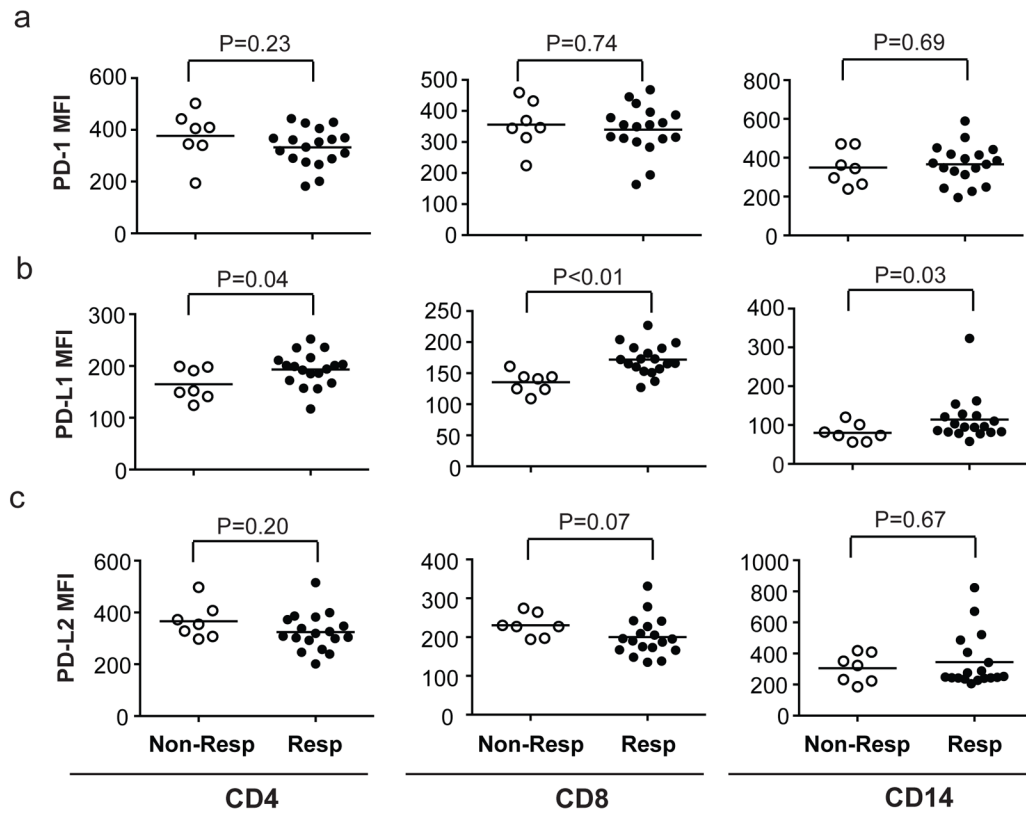 a
P=0.23 P=0.74 P=0.69
PD-1 MFI
600 500 800
400 400 600
200 300 400
0 200 200
100 0
0
b
P=0.04 P<0.01 P=0.03
PD-L1 MFI
300 250 400
200 200 300
100 150 200
0 100 100
50 0
0
c
P=0.20 P=0.07 P=0.67
PD-L2 MFI
600 400 1000
400 300 800
200 200 600
0 100 400
0 200
0
Non-Resp Resp Non-Resp Resp Non-Resp Resp
CD4 CD8 CD14